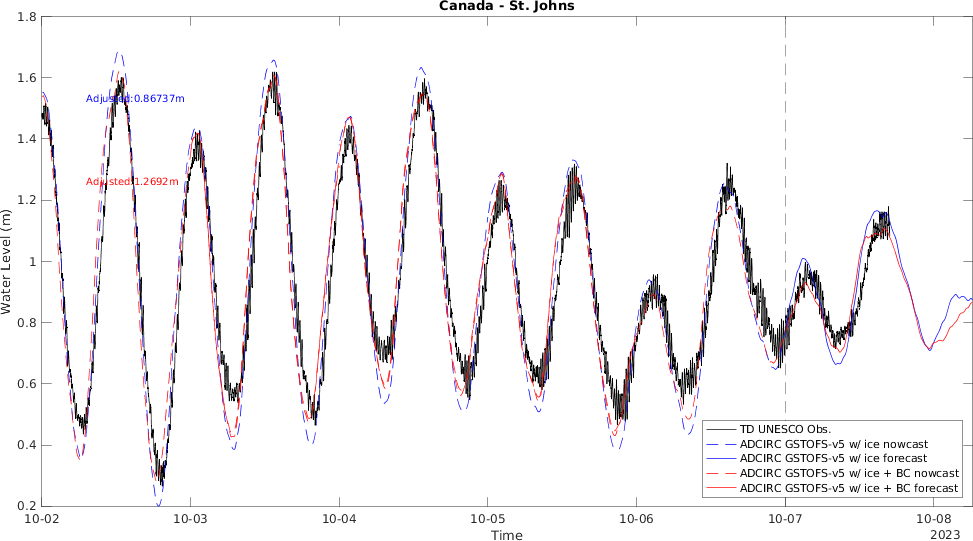 Canada - St. Johns
1.8
1.6
1.4
1.2
1
0.8
0.6
0.4
0.2
Water Level (m)
Adjusted:0.86737m
Adjusted:1.2692m
TD UNESCO Obs.
ADCIRC GSTOFS-v5 w/ ice nowcast
ADCIRC GSTOFS-v5 w/ ice forecast
ADCIRC GSTOFS-v5 w/ ice + BC nowcast
ADCIRC GSTOFS-v5 w/ ice + BC forecast
10-02 10-03 10-04 10-05 10-06 10-07 10-08
Time 2023